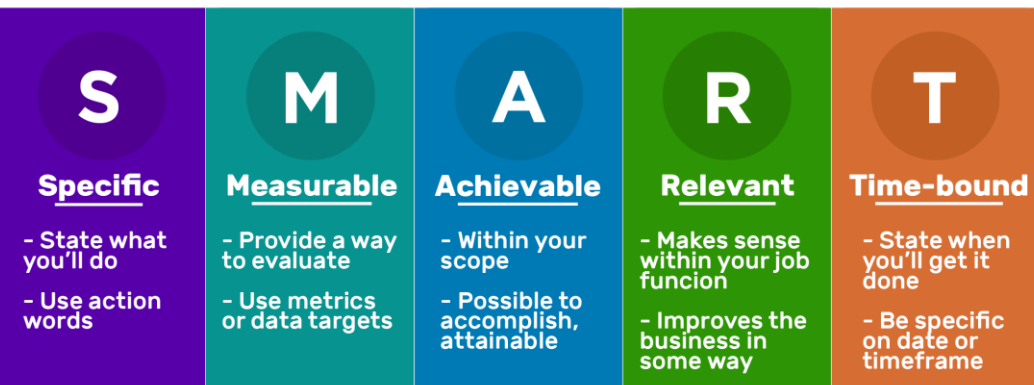 S
Specific
- State what
you'll do
- Use action
words
M
Measurable
- Provide a way
to evaluate
- Use metrics
or data targets
A
Achievable
- Within your
scope
- Possible to
accomplish,
attainable
R
Relevant
- Makes sense
within your job
funcion
- Improves the
business in
some way
T
Time-bound
- State when
you'll get it
done
- Be specific
on date or
timeframe